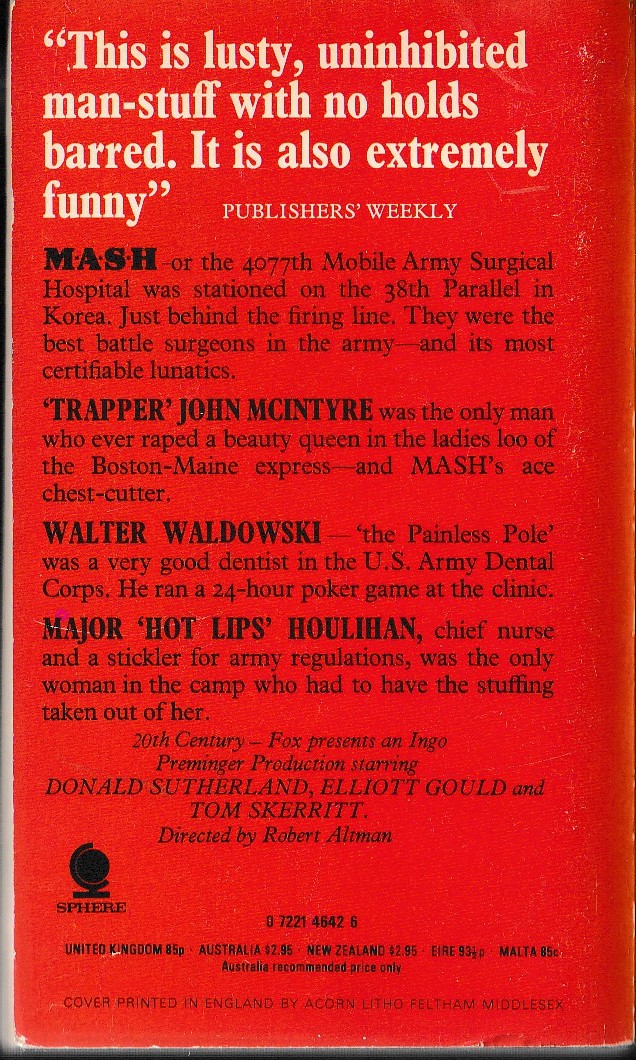 “This is lusty, uninhibited
man-stuff with no holds
barred. It is also extremely
funny” PUBLISHERS’ WEEKLY
M·A·S·H or the 4077th Mobile Army Surgical
Hospital was stationed on the 38th Parallel in
Korea. Just behind the firing line. They were the
best battle surgeons in the army—and its most
certifiable lunatics.
‘TRAPPER’ JOHN MCINTYRE was the only man
who ever raped a beauty queen in the ladies loo of
the Boston-Maine express—and MASH’s ace
chest-cutter.
WALTER WALDOWSKI — ‘the Painless Pole’
was a very good dentist in the U.S. Army Dental
Corps. He ran a 24-hour poker game at the clinic.
MAJOR ‘HOT LIPS’ HOULIHAN, chief nurse
and a stickler for army regulations, was the only
woman in the camp who had to have the stuffing
taken out of her.
20th Century – Fox presents an Ingo
Preminger Production starring
DONALD SUTHERLAND, ELLIOTT GOULD and
TOM SKERRITT.
Directed by Robert Altman
SPHERE
0 7221 4642 6
UNITED KINGDOM 85p · AUSTRALIA $2.95 · NEW ZEALAND $2.95 · EIRE 93½p · MALTA 85c
Australia recommended price only
COVER PRINTED IN ENGLAND BY ACORN LITHO FELTHAM MIDDLESEX